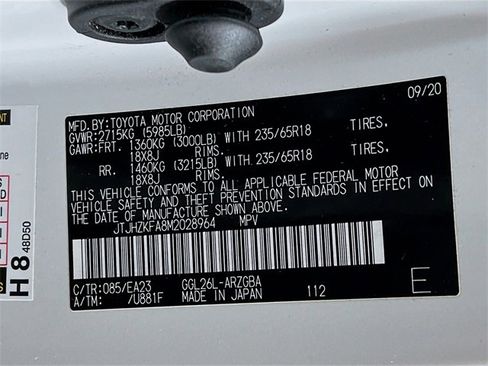 09/20
MFD.BY:TOYOTA MOTOR CORPORATION
GVWR:2715KG (5985LB)
GAWR:FRT. 1360KG (3000LB) WITH 235/65R18 TIRES.
18X8J RIMS.
RR. 1460KG (3215LB) WITH 235/65R18 TIRES.
18X8J RIMS.
THIS VEHICLE CONFORMS TO ALL APPLICABLE FEDERAL MOTOR
VEHICLE SAFETY AND THEFT PREVENTION STANDARDS IN EFFECT ON
THE DATE OF MANUFACTURE SHOWN ABOVE.
JTJHZKFA8M2028964 MPV
C/TR:085/EA23 GGL26L-ARZGBA
A/TM: /U881F MADE IN JAPAN 112
E
H8
48D50